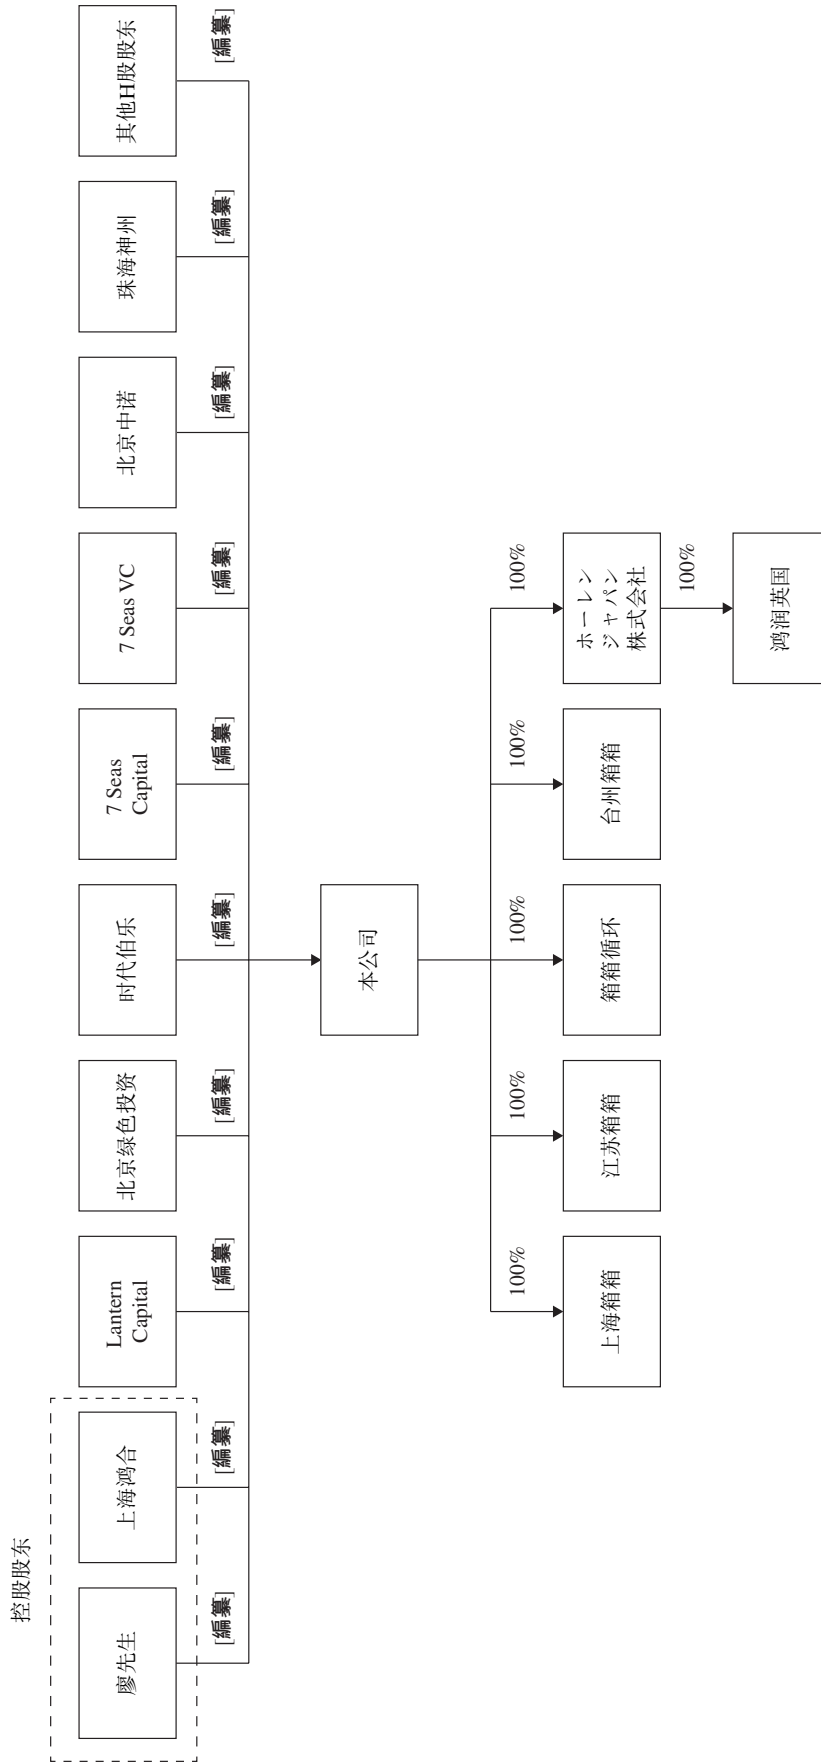 控股股东
廖先生
上海鸿合
Lantern
Capital
北京绿色投资
时代伯乐
7 Seas
Capital
7 Seas VC
北京中诺
珠海神州
其他H股股东
[編纂]
[編纂]
[編纂]
[編纂]
[編纂]
[編纂]
[編纂]
[編纂]
[編纂]
[編纂]
本公司
100%
100%
100%
100%
100%
上海箱箱
江苏箱箱
箱箱循环
台州箱箱
ホーレン
ジャパン
株式会社
100%
鸿润英国